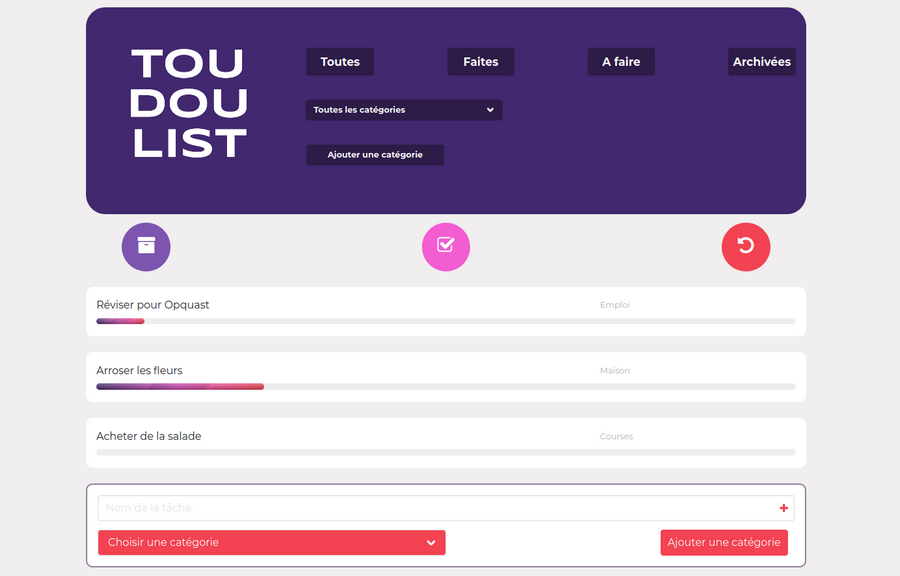 TOU
DOU
LIST
Toutes
Faites
A faire
Archivées
Toutes les catégories
Ajouter une catégorie
Réviser pour Opquast
Emploi
Arroser les fleurs
Maison
Acheter de la salade
Courses
Nom de la tâche
Choisir une catégorie
Ajouter une catégorie